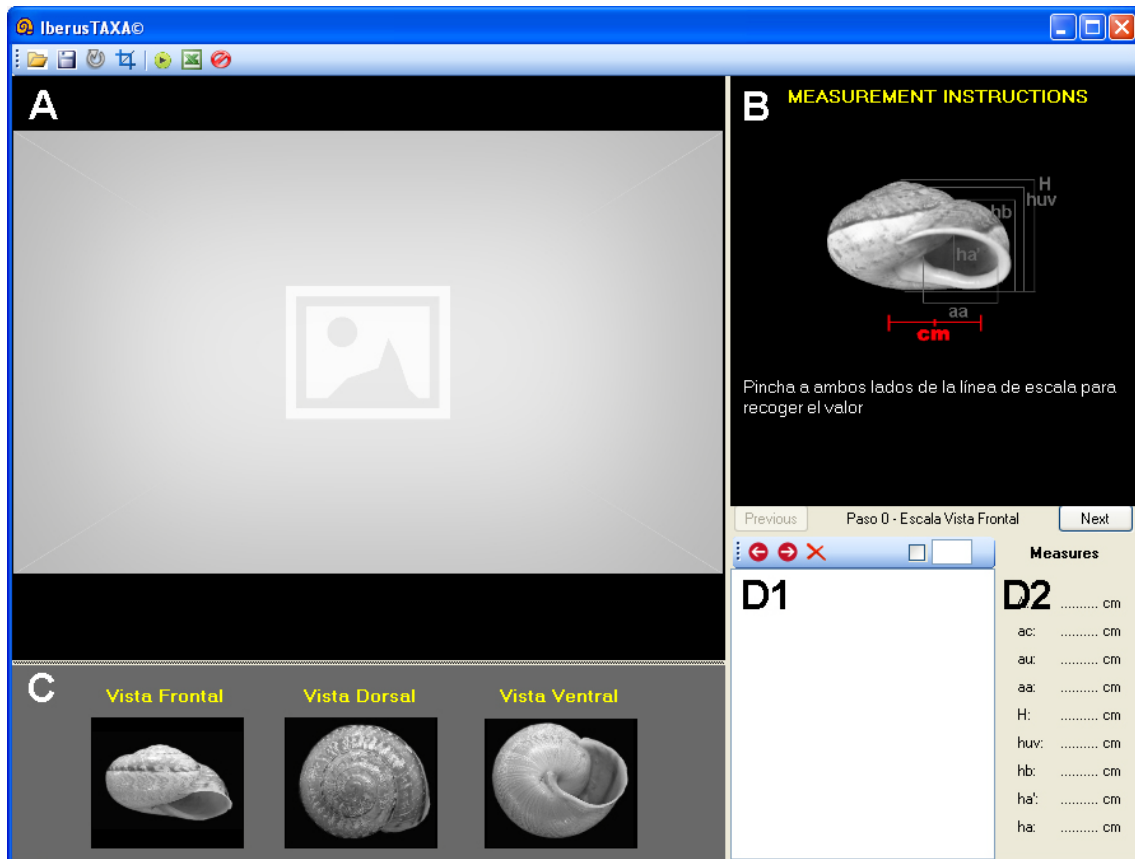 IberusTAXA©
A
B
MEASUREMENT INSTRUCTIONS
H
huv
hb
ha'
aa
cm
Pincha a ambos lados de la línea de escala para
recoger el valor
Previous
Paso 0 - Escala Vista Frontal
Next
Measures
D1
D2
.......... cm
ac: .......... cm
au: .......... cm
aa: .......... cm
H: .......... cm
huv: .......... cm
hb: .......... cm
ha': .......... cm
ha: .......... cm
C
Vista Frontal
Vista Dorsal
Vista Ventral